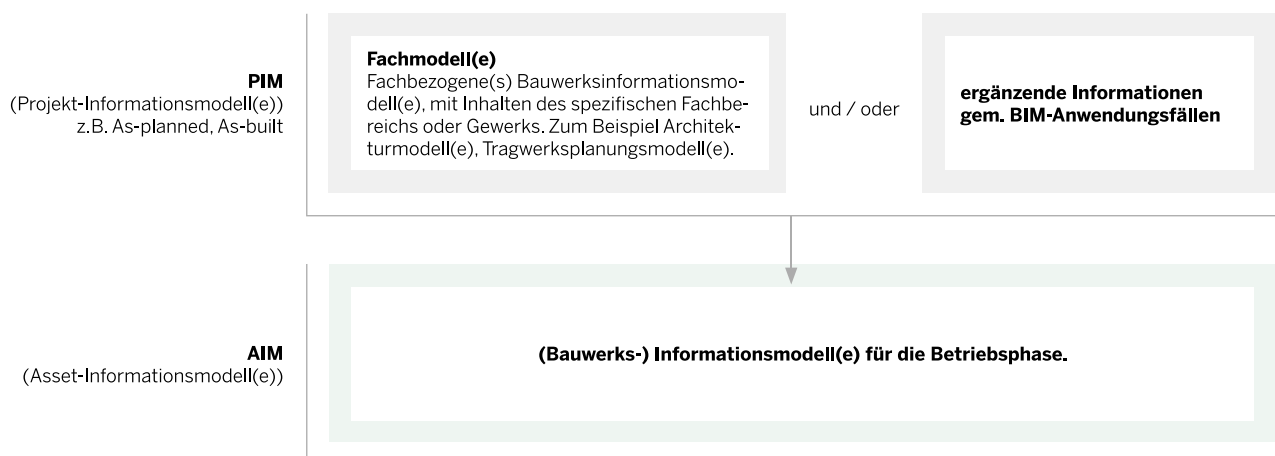 PIM
(Projekt-Informationsmodell(e))
z.B. As-planned, As-built
Fachmodell(e)
Fachbezogene(s) Bauwerksinformationsmo-
dell(e), mit Inhalten des spezifischen Fachbe-
reichs oder Gewerks. Zum Beispiel Architek-
turmodell(e), Tragwerksplanungsmodell(e).
und / oder
ergänzende Informationen
gem. BIM-Anwendungsfällen
AIM
(Asset-Informationsmodell(e))
(Bauwerks-) Informationsmodell(e) für die Betriebsphase.